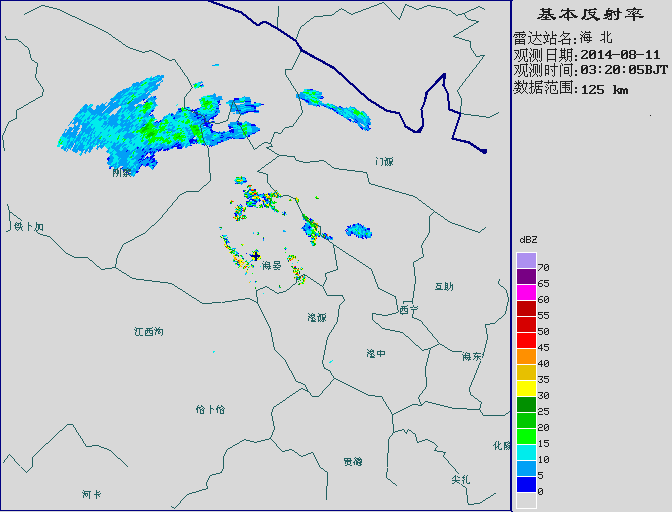 基本反射率
雷达站名:海 北
观测日期:2014-08-11
观测时间:03:20:05BJT
数据范围:125 km
门源
阴寮
铁卜加
海晏
互助
西宁
湟源
江西沟
湟中
海东
恰卜恰
化隆
贵德
尖扎
河卡
dBZ
70
65
60
55
50
45
40
35
30
25
20
15
10
5
0